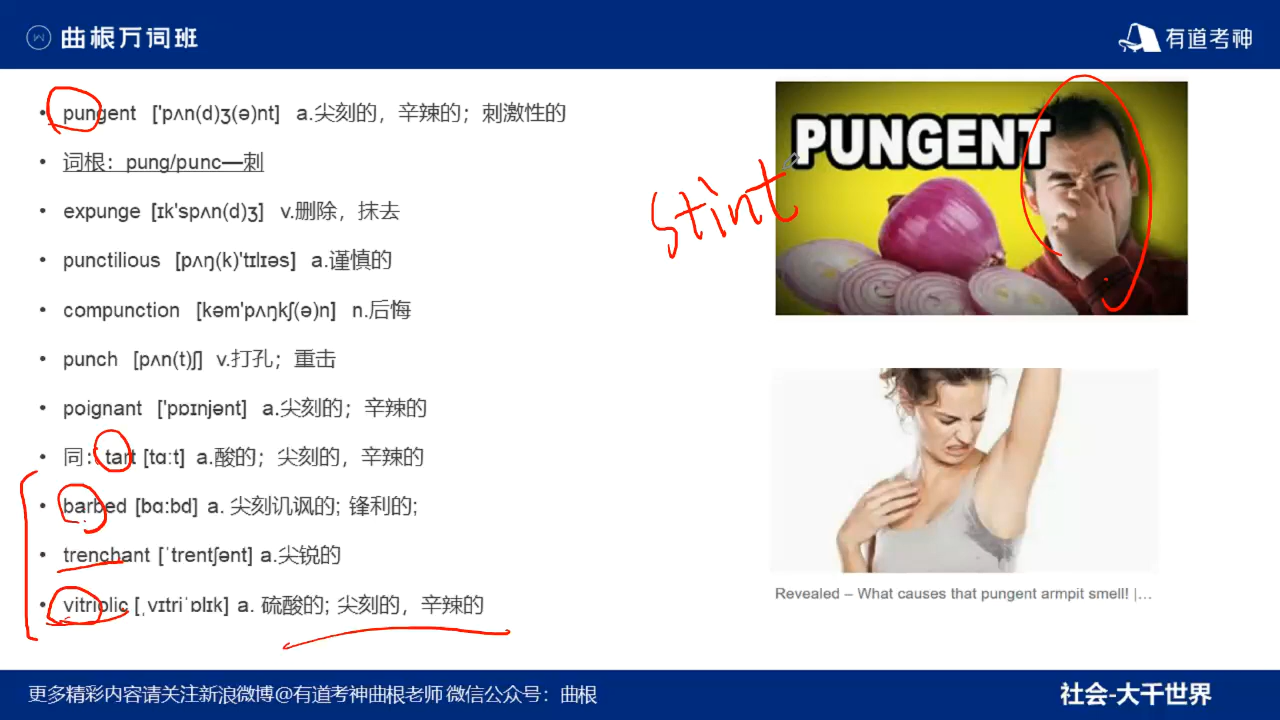 曲根万词班
有道考神
• pungent ['pʌn(d)ʒ(ə)nt] a.尖刻的，辛辣的；刺激性的
• 词根：pung/punc—刺
• expunge [ɪk'spʌn(d)ʒ] v.删除，抹去
• punctilious [pʌŋ(k)'tɪlɪəs] a.谨慎的
• compunction [kəm'pʌŋkʃ(ə)n] n.后悔
• punch [pʌn(t)ʃ] v.打孔；重击
• poignant ['pɒɪnjənt] a.尖刻的；辛辣的
• 同：tart [tɑːt] a.酸的；尖刻的，辛辣的
• barbed [bɑːbd] a. 尖刻讥讽的; 锋利的;
• trenchant [ˈtrentʃənt] a.尖锐的
• vitriolic [ˌvɪtriˈɒlɪk] a. 硫酸的; 尖刻的，辛辣的
PUNGENT
stint
Revealed – What causes that pungent armpit smell! |...
更多精彩内容请关注新浪微博@有道考神曲根老师 微信公众号：曲根
社会-大千世界